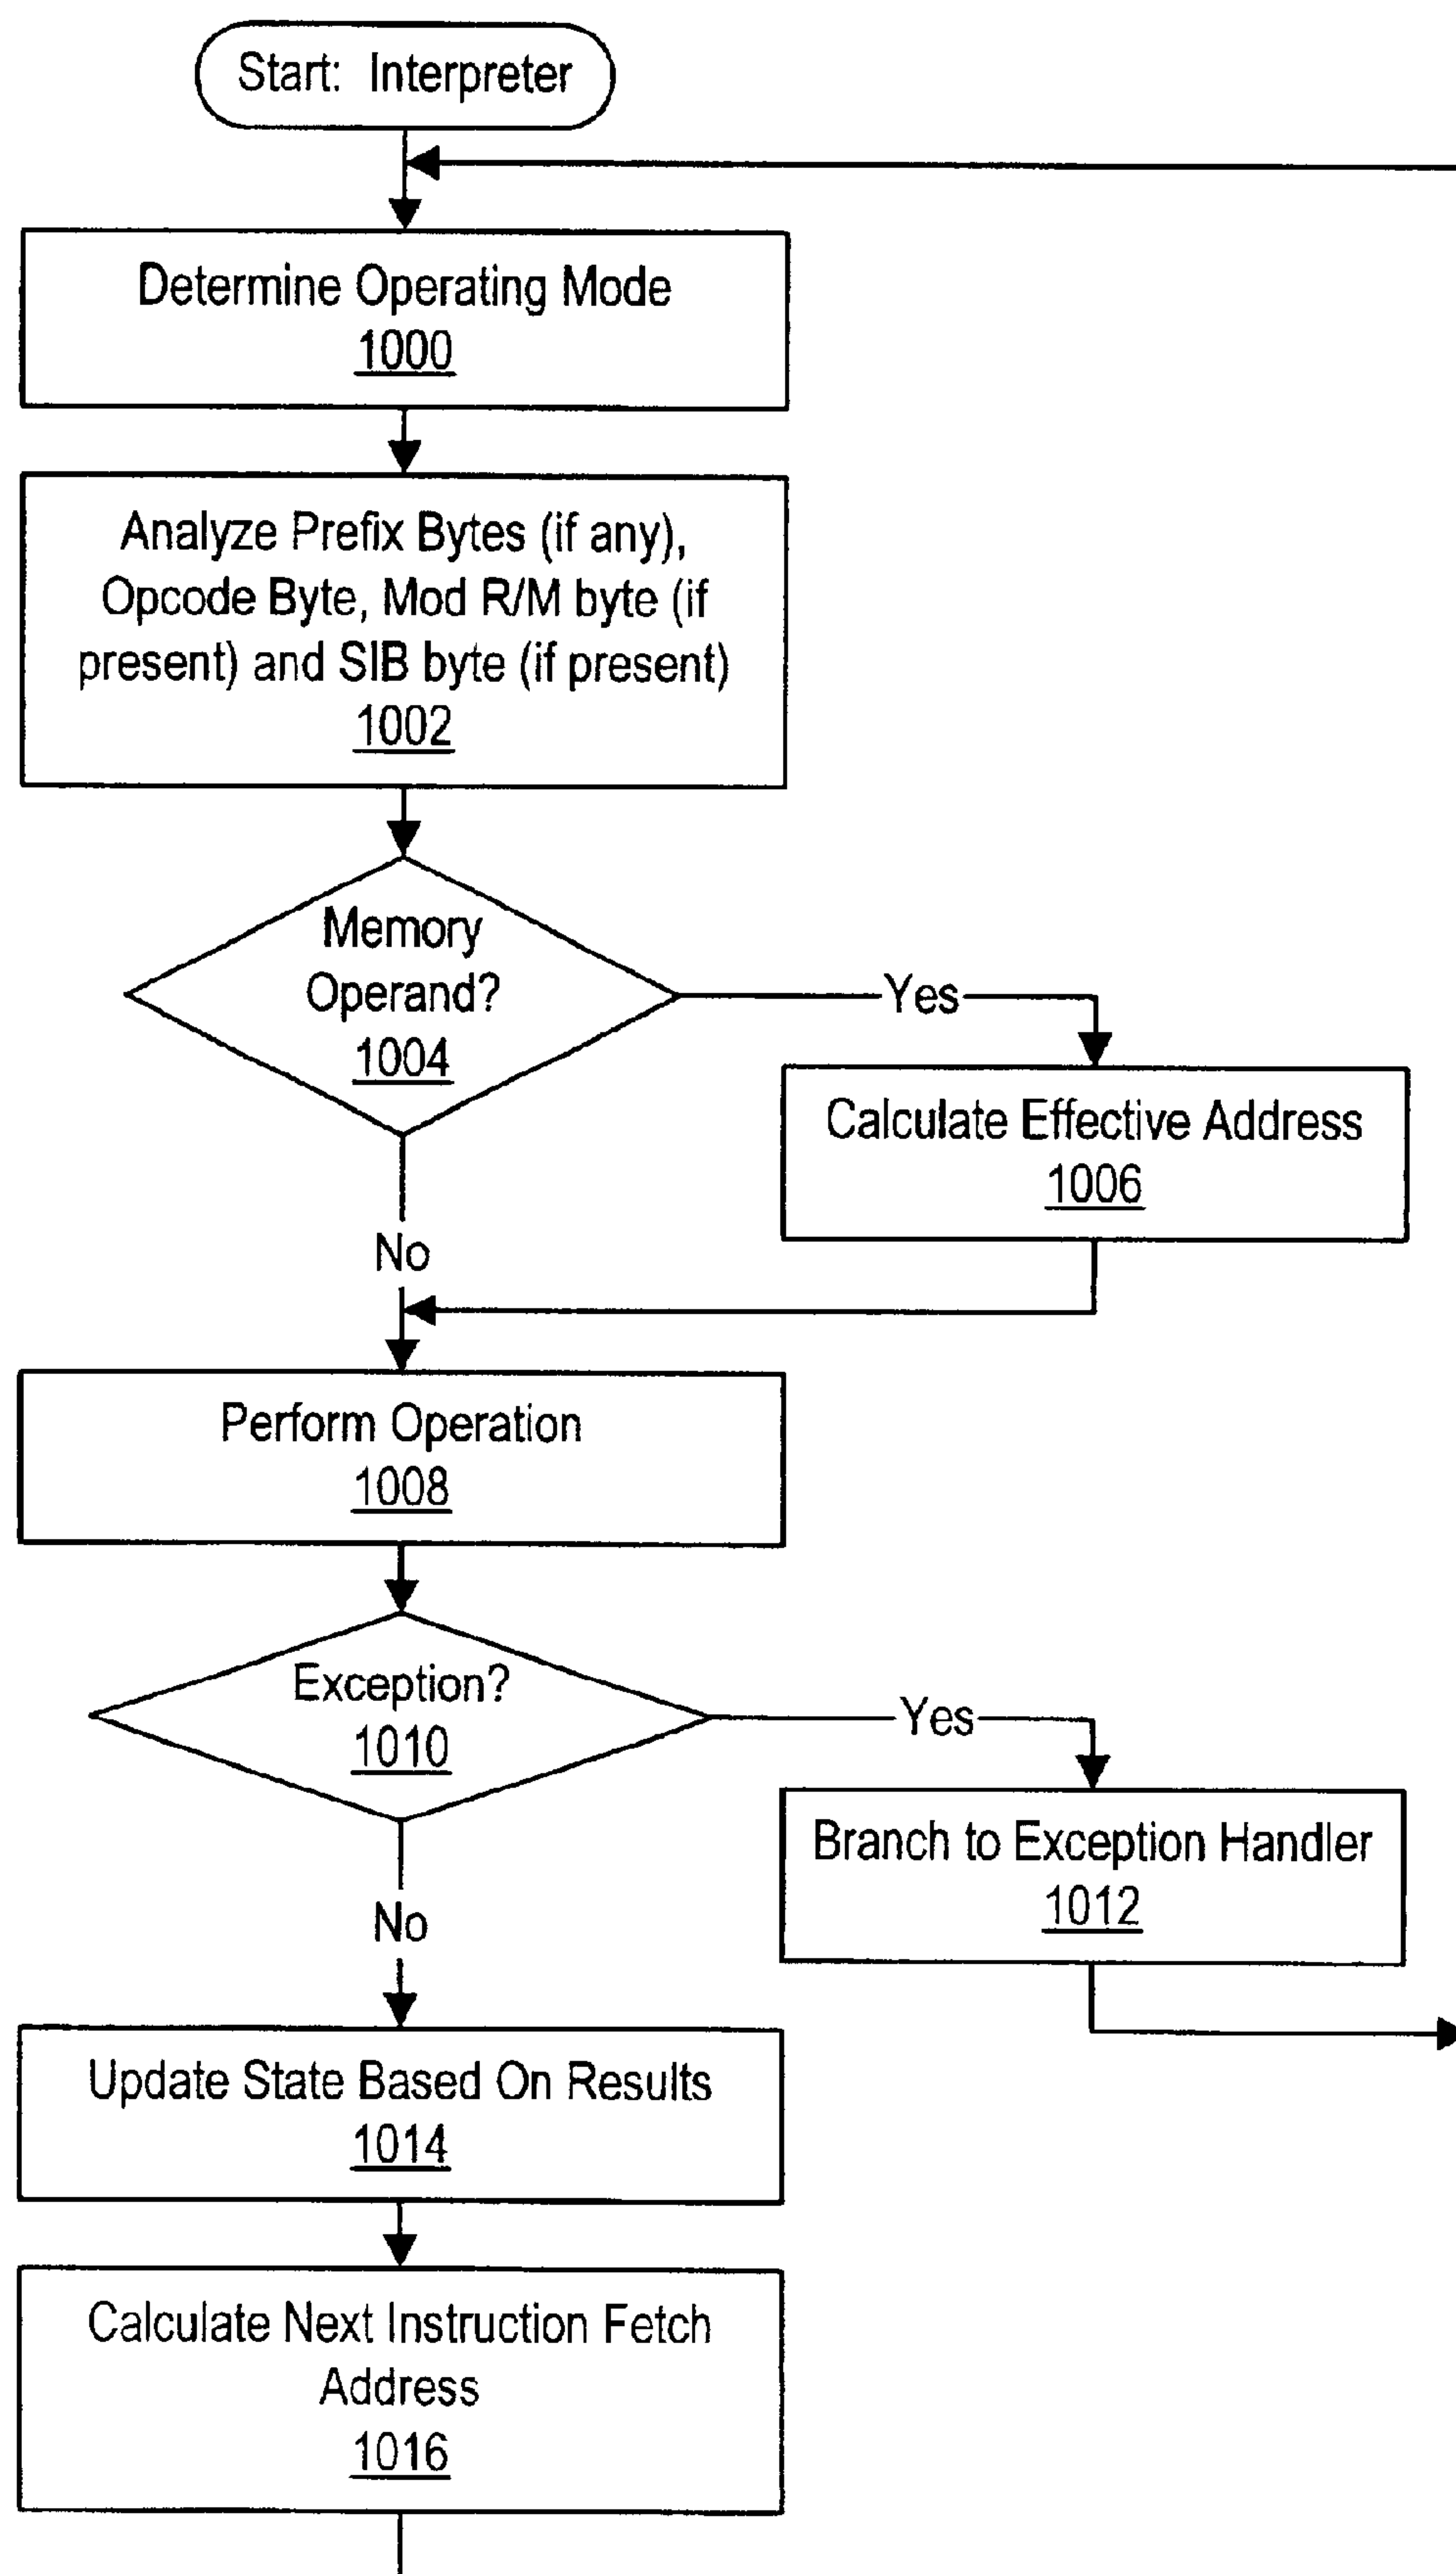 Start: Interpreter
Determine Operating Mode
1000
Analyze Prefix Bytes (if any),
Opcode Byte, Mod R/M byte (if
present) and SIB byte (if present)
1002
Memory
Operand?
1004
Yes
Calculate Effective Address
1006
No
Perform Operation
1008
Exception?
1010
Yes
Branch to Exception Handler
1012
No
Update State Based On Results
1014
Calculate Next Instruction Fetch
Address
1016